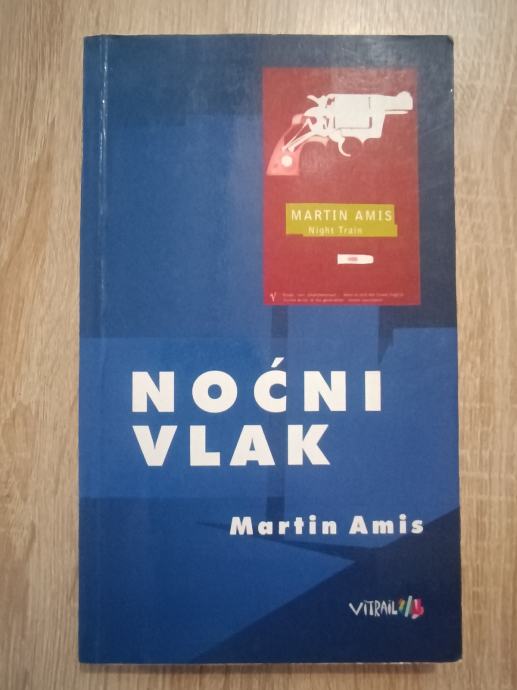 MARTIN AMIS
Night Train
NOĆNI
VLAK
Martin Amis
VITRAIL